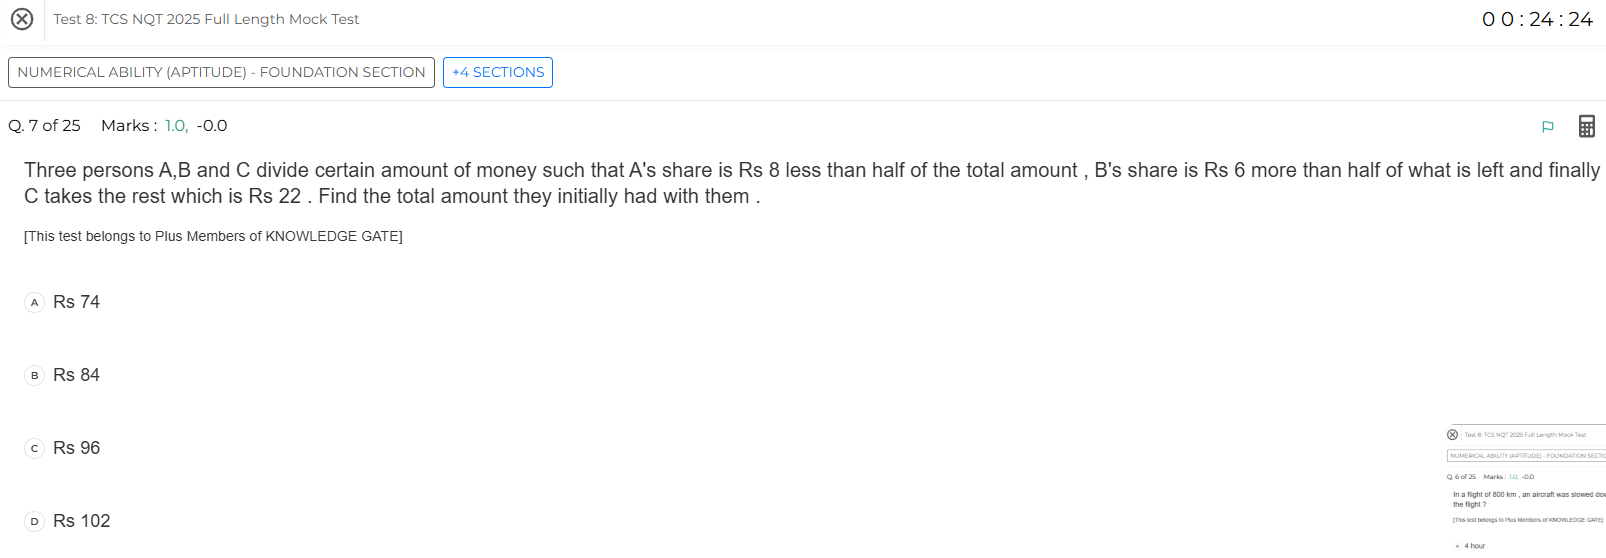 Test 8: TCS NQT 2025 Full Length Mock Test
00:24:24
NUMERICAL ABILITY (APTITUDE) - FOUNDATION SECTION
+4 SECTIONS
Q. 7 of 25 Marks : 1.0, -0.0
Three persons A,B and C divide certain amount of money such that A's share is Rs 8 less than half of the total amount , B's share is Rs 6 more than half of what is left and finally
C takes the rest which is Rs 22 . Find the total amount they initially had with them .
[This test belongs to Plus Members of KNOWLEDGE GATE]
A Rs 74
B Rs 84
C Rs 96
D Rs 102
Test 8: TCS NQT 2025 Full Length Mock Test
NUMERICAL ABILITY (APTITUDE) - FOUNDATION
Q. 6 of 25 Marks : 1.0, -0.0
In a flight of 800 km , an aircraft was slowed
the flight ?
[This test belongs to Plus Members of KNOWLEDGE GATE]
A 4 hour